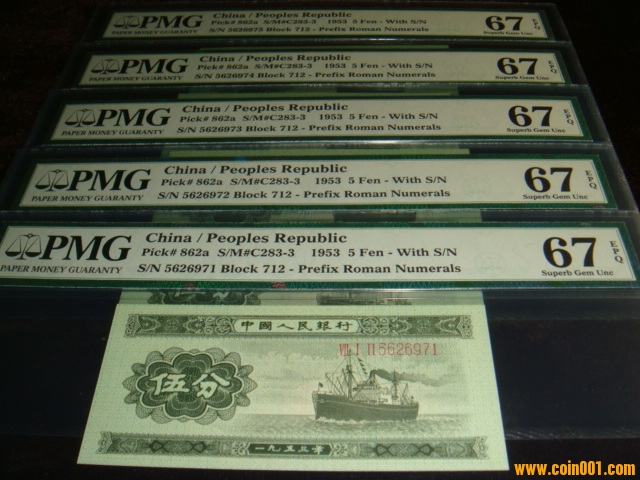 PMG
PAPER MONEY GUARANTY
China / Peoples Republic
Pick# 862a S/M#C283-3 1953 5 Fen - With S/N
S/N 5626975 Block 712 - Prefix Roman Numerals
67 EPQ
Superb Gem Unc
PMG
PAPER MONEY GUARANTY
China / Peoples Republic
Pick# 862a S/M#C283-3 1953 5 Fen - With S/N
S/N 5626974 Block 712 - Prefix Roman Numerals
67 EPQ
Superb Gem Unc
PMG
PAPER MONEY GUARANTY
China / Peoples Republic
Pick# 862a S/M#C283-3 1953 5 Fen - With S/N
S/N 5626973 Block 712 - Prefix Roman Numerals
67 EPQ
Superb Gem Unc
PMG
PAPER MONEY GUARANTY
China / Peoples Republic
Pick# 862a S/M#C283-3 1953 5 Fen - With S/N
S/N 5626972 Block 712 - Prefix Roman Numerals
67 EPQ
Superb Gem Unc
PMG
PAPER MONEY GUARANTY
China / Peoples Republic
Pick# 862a S/M#C283-3 1953 5 Fen - With S/N
S/N 5626971 Block 712 - Prefix Roman Numerals
67 EPQ
Superb Gem Unc
中國人民銀行
VII I II 5626971
伍分
一九五三年
www.coin001.com